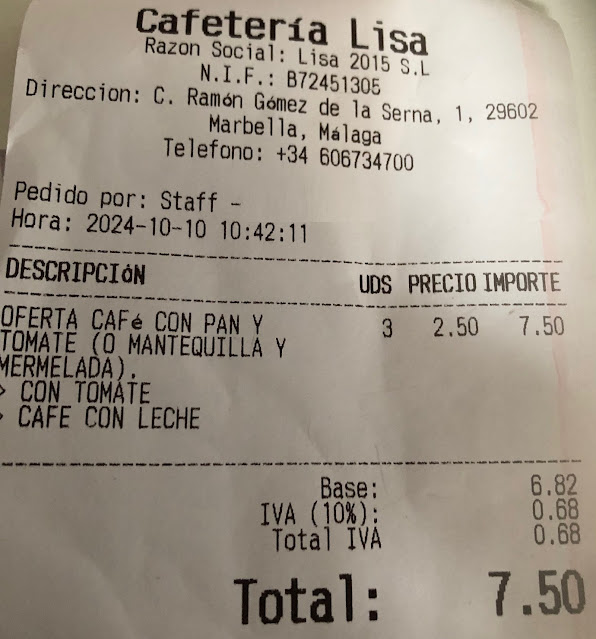 Cafetería Lisa
Razon Social: Lisa 2015 S.L
N.I.F.: B72451305
Direccion: C. Ramón Gómez de la Serna, 1, 29602
Marbella, Málaga
Telefono: +34 606734700
Pedido por: Staff -
Hora: 2024-10-10 10:42:11
DESCRIPCIÓN UDS PRECIO IMPORTE
OFERTA CAFé CON PAN Y 3 2.50 7.50
TOMATE (O MANTEQUILLA Y
MERMELADA).
> CON TOMATE
> CAFE CON LECHE
Base: 6.82
IVA (10%): 0.68
Total IVA 0.68
Total: 7.50